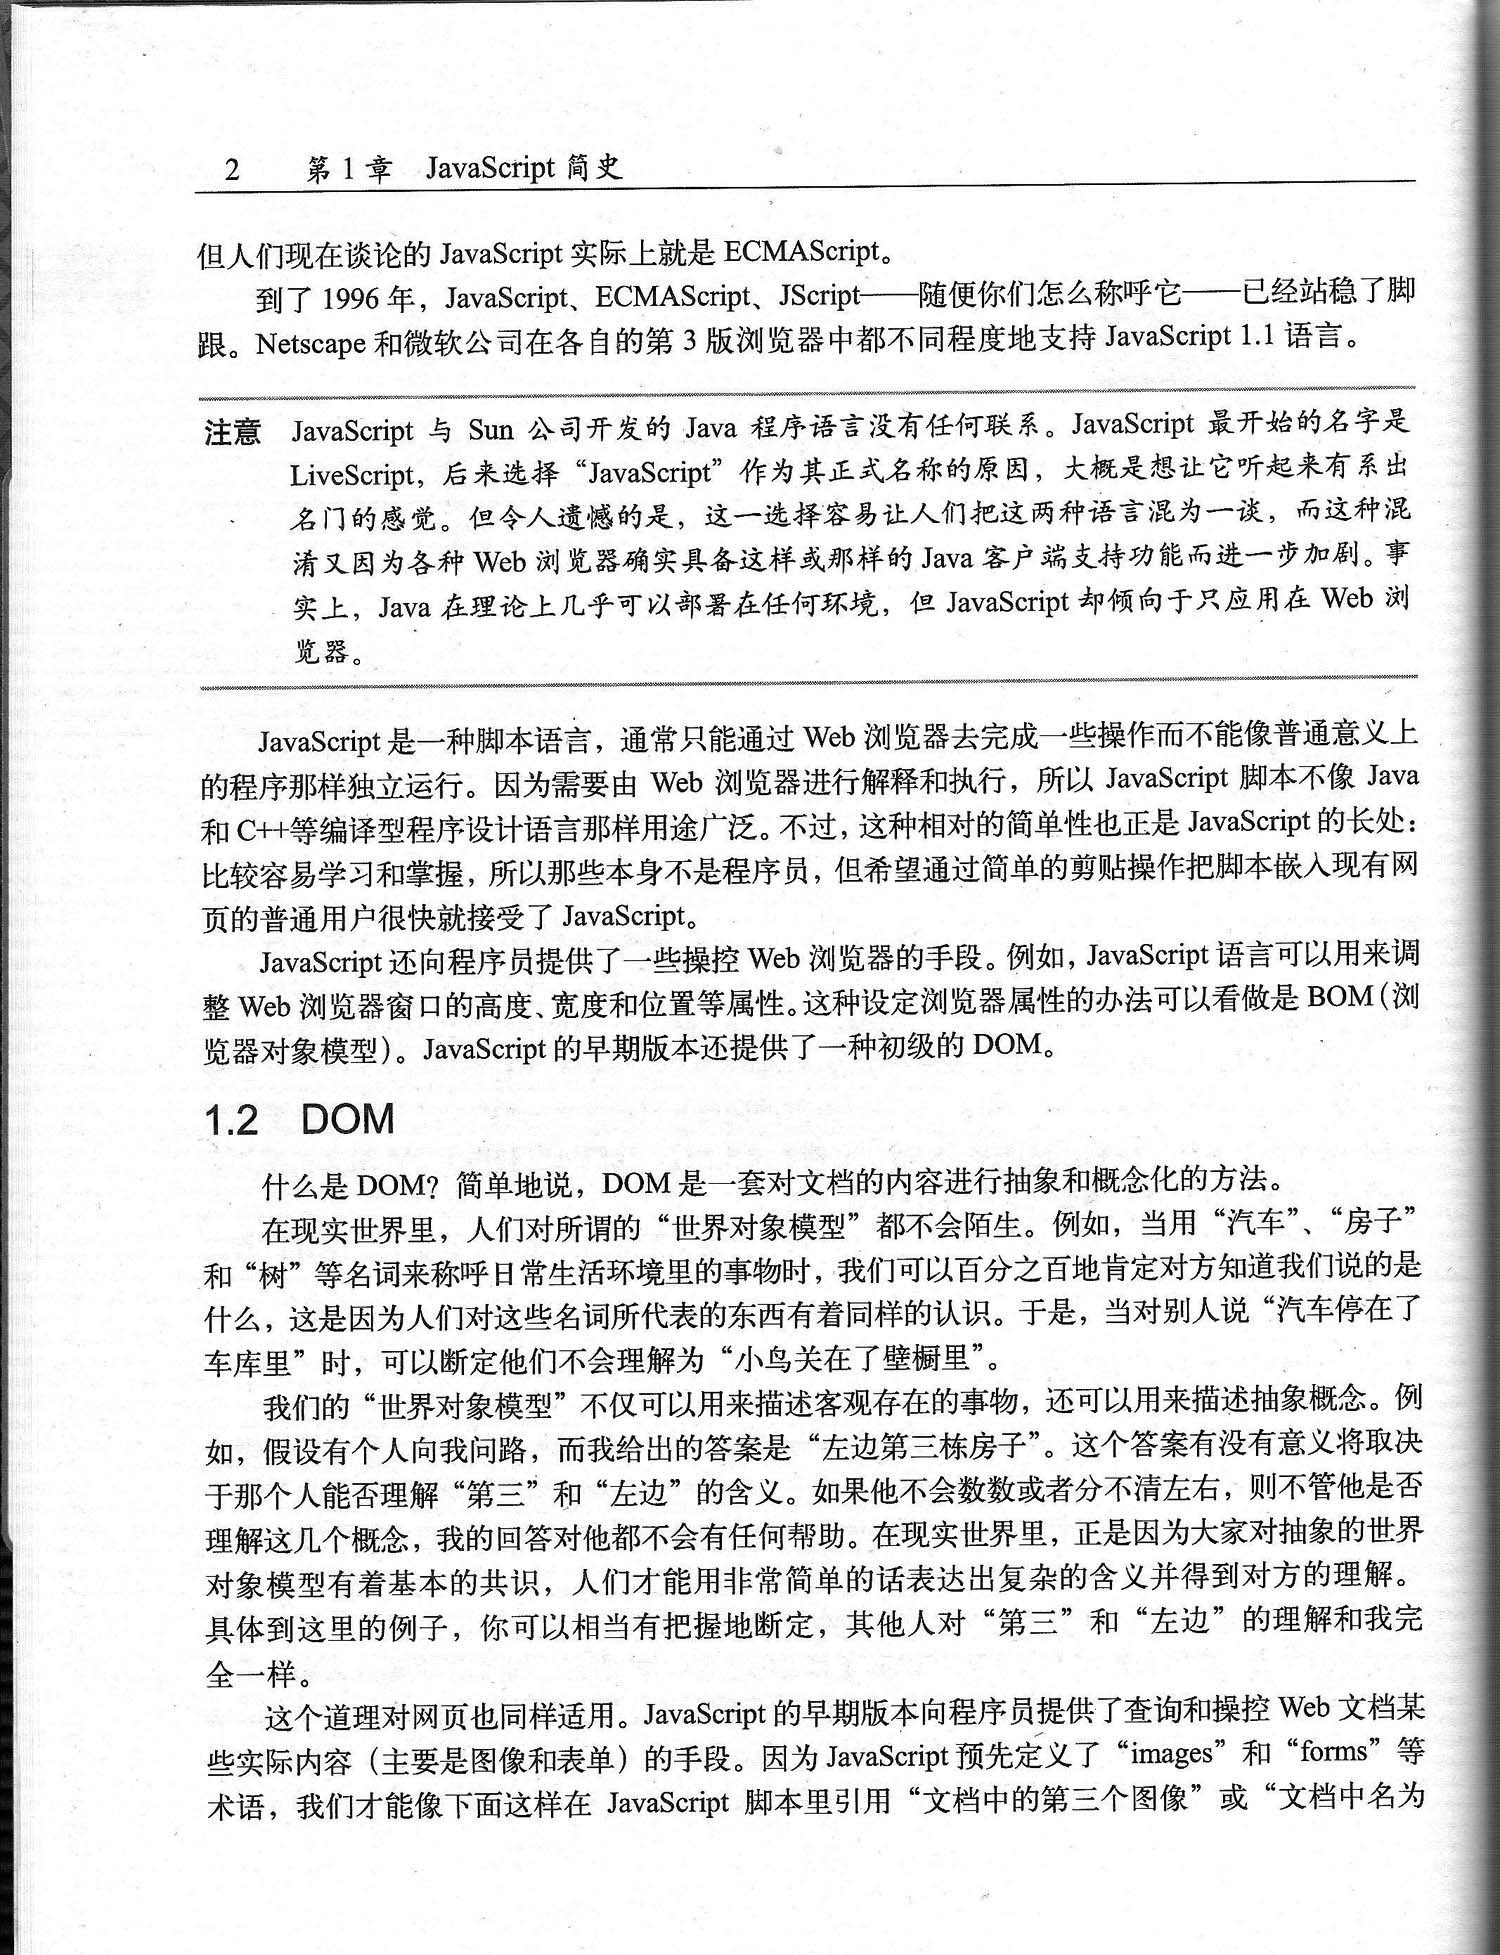 2 第 1 章 JavaScript 简史
但人们现在谈论的 JavaScript 实际上就是 ECMAScript。
到了 1996 年，JavaScript、ECMAScript、JScript——随便你们怎么称呼它——已经站稳了脚
跟。Netscape 和微软公司在各自的第 3 版浏览器中都不同程度地支持 JavaScript 1.1 语言。
注意 JavaScript 与 Sun 公司开发的 Java 程序语言没有任何联系。JavaScript 最开始的名字是
LiveScript，后来选择“JavaScript”作为其正式名称的原因，大概是想让它听起来有系出
名门的感觉。但令人遗憾的是，这一选择容易让人们把这两种语言混为一谈，而这种混
淆又因为各种 Web 浏览器确实具备这样或那样的 Java 客户端支持功能而进一步加剧。事
实上，Java 在理论上几乎可以部署在任何环境，但 JavaScript 却倾向于只应用在 Web 浏
览器。
JavaScript 是一种脚本语言，通常只能通过 Web 浏览器去完成一些操作而不能像普通意义上
的程序那样独立运行。因为需要由 Web 浏览器进行解释和执行，所以 JavaScript 脚本不像 Java
和 C++等编译型程序设计语言那样用途广泛。不过，这种相对的简单性也正是 JavaScript 的长处：
比较容易学习和掌握，所以那些本身不是程序员，但希望通过简单的剪贴操作把脚本嵌入现有网
页的普通用户很快就接受了 JavaScript。
JavaScript 还向程序员提供了一些操控 Web 浏览器的手段。例如，JavaScript 语言可以用来调
整 Web 浏览器窗口的高度、宽度和位置等属性。这种设定浏览器属性的办法可以看做是 BOM（浏
览器对象模型）。JavaScript 的早期版本还提供了一种初级的 DOM。
1.2 DOM
什么是 DOM？简单地说，DOM 是一套对文档的内容进行抽象和概念化的方法。
在现实世界里，人们对所谓的“世界对象模型”都不会陌生。例如，当用“汽车”、“房子”
和“树”等名词来称呼日常生活环境里的事物时，我们可以百分之百地肯定对方知道我们说的是
什么，这是因为人们对这些名词所代表的东西有着同样的认识。于是，当对别人说“汽车停在了
车库里”时，可以断定他们不会理解为“小鸟关在了壁橱里”。
我们的“世界对象模型”不仅可以用来描述客观存在的事物，还可以用来描述抽象概念。例
如，假设有个人向我问路，而我给出的答案是“左边第三栋房子”。这个答案有没有意义将取决
于那个人能否理解“第三”和“左边”的含义。如果他不会数数或者分不清左右，则不管他是否
理解这几个概念，我的回答对他都不会有任何帮助。在现实世界里，正是因为大家对抽象的世界
对象模型有着基本的共识，人们才能用非常简单的话表达出复杂的含义并得到对方的理解。
具体到这里的例子，你可以相当有把握地断定，其他人对“第三”和“左边”的理解和我完
全一样。
这个道理对网页也同样适用。JavaScript 的早期版本向程序员提供了查询和操控 Web 文档某
些实际内容（主要是图像和表单）的手段。因为 JavaScript 预先定义了“images”和“forms”等
术语，我们才能像下面这样在 JavaScript 脚本里引用“文档中的第三个图像”或“文档中名为